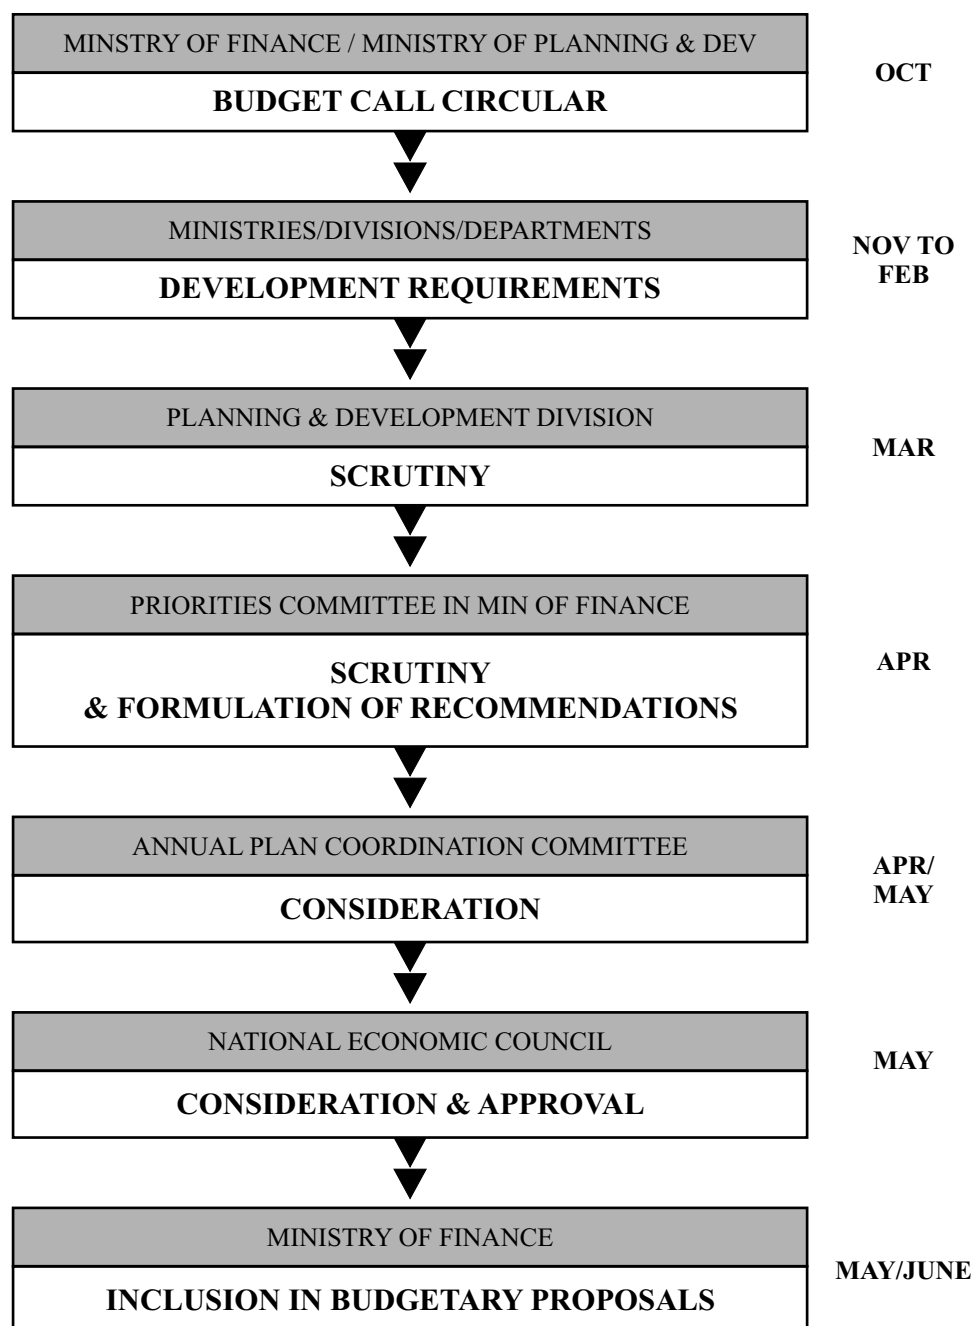 MINSTRY OF FINANCE / MINISTRY OF PLANNING & DEV
BUDGET CALL CIRCULAR
OCT
MINISTRIES/DIVISIONS/DEPARTMENTS
DEVELOPMENT REQUIREMENTS
NOV TO
FEB
PLANNING & DEVELOPMENT DIVISION
SCRUTINY
MAR
PRIORITIES COMMITTEE IN MIN OF FINANCE
SCRUTINY
& FORMULATION OF RECOMMENDATIONS
APR
ANNUAL PLAN COORDINATION COMMITTEE
CONSIDERATION
APR/
MAY
NATIONAL ECONOMIC COUNCIL
CONSIDERATION & APPROVAL
MAY
MINISTRY OF FINANCE
INCLUSION IN BUDGETARY PROPOSALS
MAY/JUNE